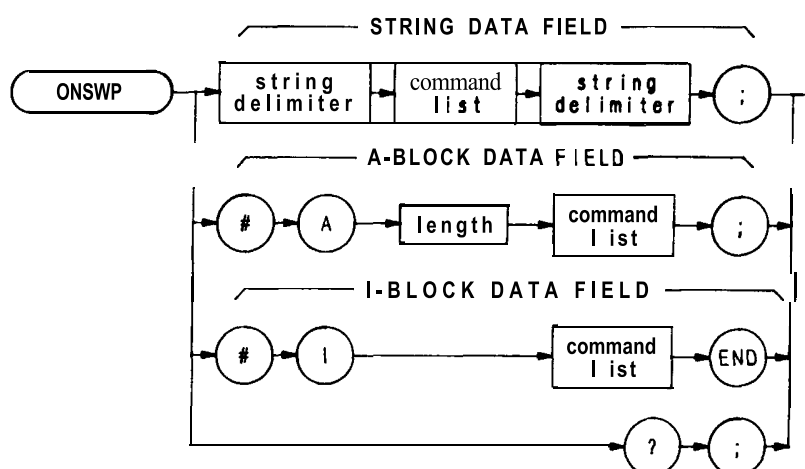 STRING DATA FIELD
ONSWP
string delimiter
command list
string delimiter
;
A-BLOCK DATA FIELD
#
A
length
command list
;
I-BLOCK DATA FIELD
#
I
command list
END
?
;